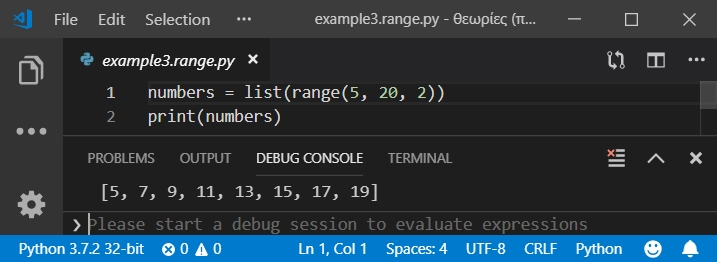 File Edit Selection ··· example3.range.py - θεωρίες (π...
example3.range.py
1 numbers = list(range(5, 20, 2))
2 print(numbers)
PROBLEMS OUTPUT DEBUG CONSOLE TERMINAL
[5, 7, 9, 11, 13, 15, 17, 19]
Please start a debug session to evaluate expressions
Python 3.7.2 32-bit 0 0 Ln 1, Col 1 Spaces: 4 UTF-8 CRLF Python